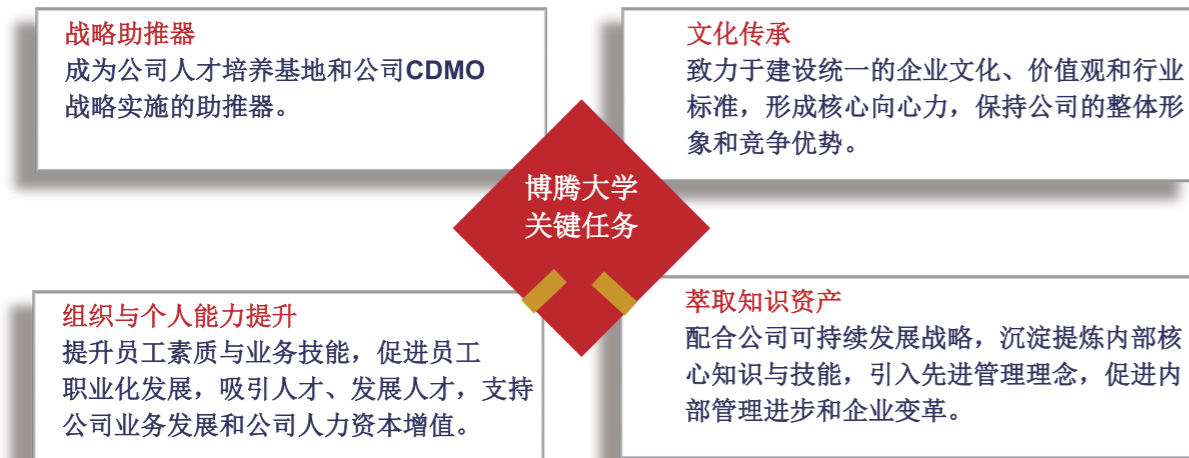 战略助推器
成为公司人才培养基地和公司CDMO
战略实施的助推器。
文化传承
致力于建设统一的企业文化、价值观和行业
标准，形成核心向心力，保持公司的整体形
象和竞争优势。
博腾大学
关键任务
组织与个人能力提升
提升员工素质与业务技能，促进员工
职业化发展，吸引人才、发展人才，支持
公司业务发展和公司人力资本增值。
萃取知识资产
配合公司可持续发展战略，沉淀提炼内部核
心知识与技能，引入先进管理理念，促进内
部管理进步和企业变革。